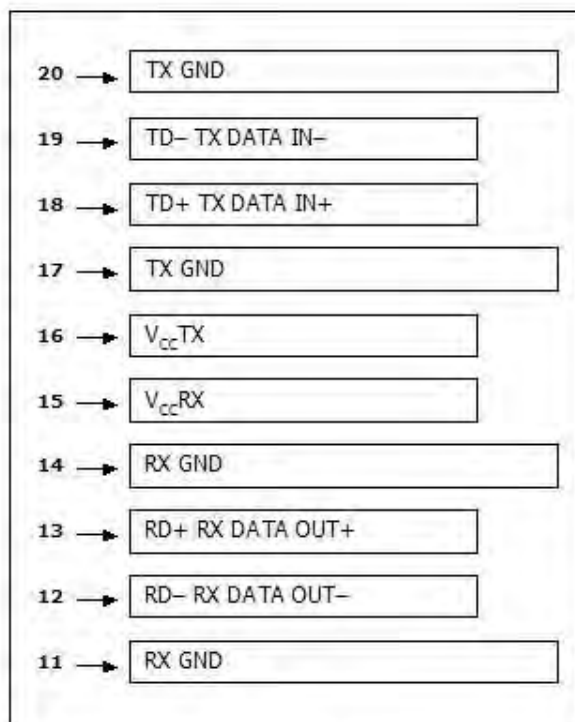 20 TX GND
19 TD– TX DATA IN–
18 TD+ TX DATA IN+
17 TX GND
16 VCCTX
15 VCCRX
14 RX GND
13 RD+ RX DATA OUT+
12 RD– RX DATA OUT–
11 RX GND